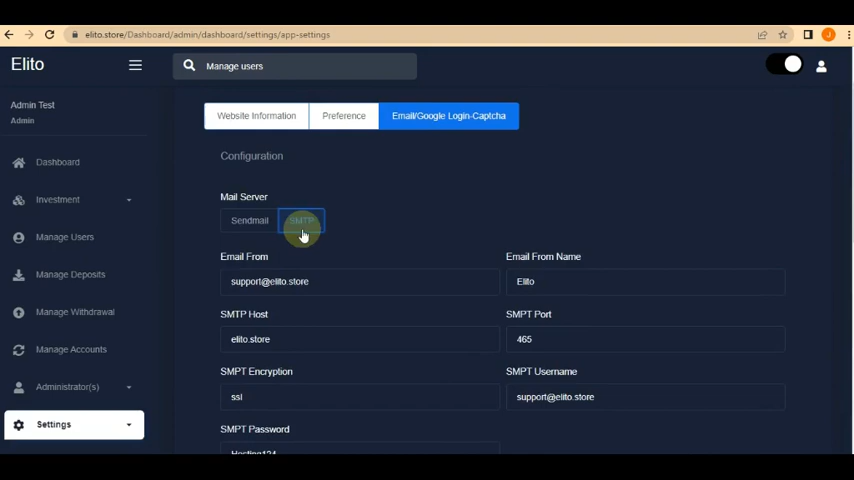 elito.store/Dashboard/admin/dashboard/settings/app-settings
J
Elito
Manage users
Admin Test
Admin
Dashboard
Investment
Manage Users
Manage Deposits
Manage Withdrawal
Manage Accounts
Administrator(s)
Settings
Website Information
Preference
Email/Google Login-Captcha
Configuration
Mail Server
Sendmail
SMTP
Email From
Email From Name
support@elito.store
Elito
SMTP Host
SMPT Port
elito.store
465
SMTP Encryption
SMPT Username
ssl
support@elito.store
SMPT Password
Hosting124